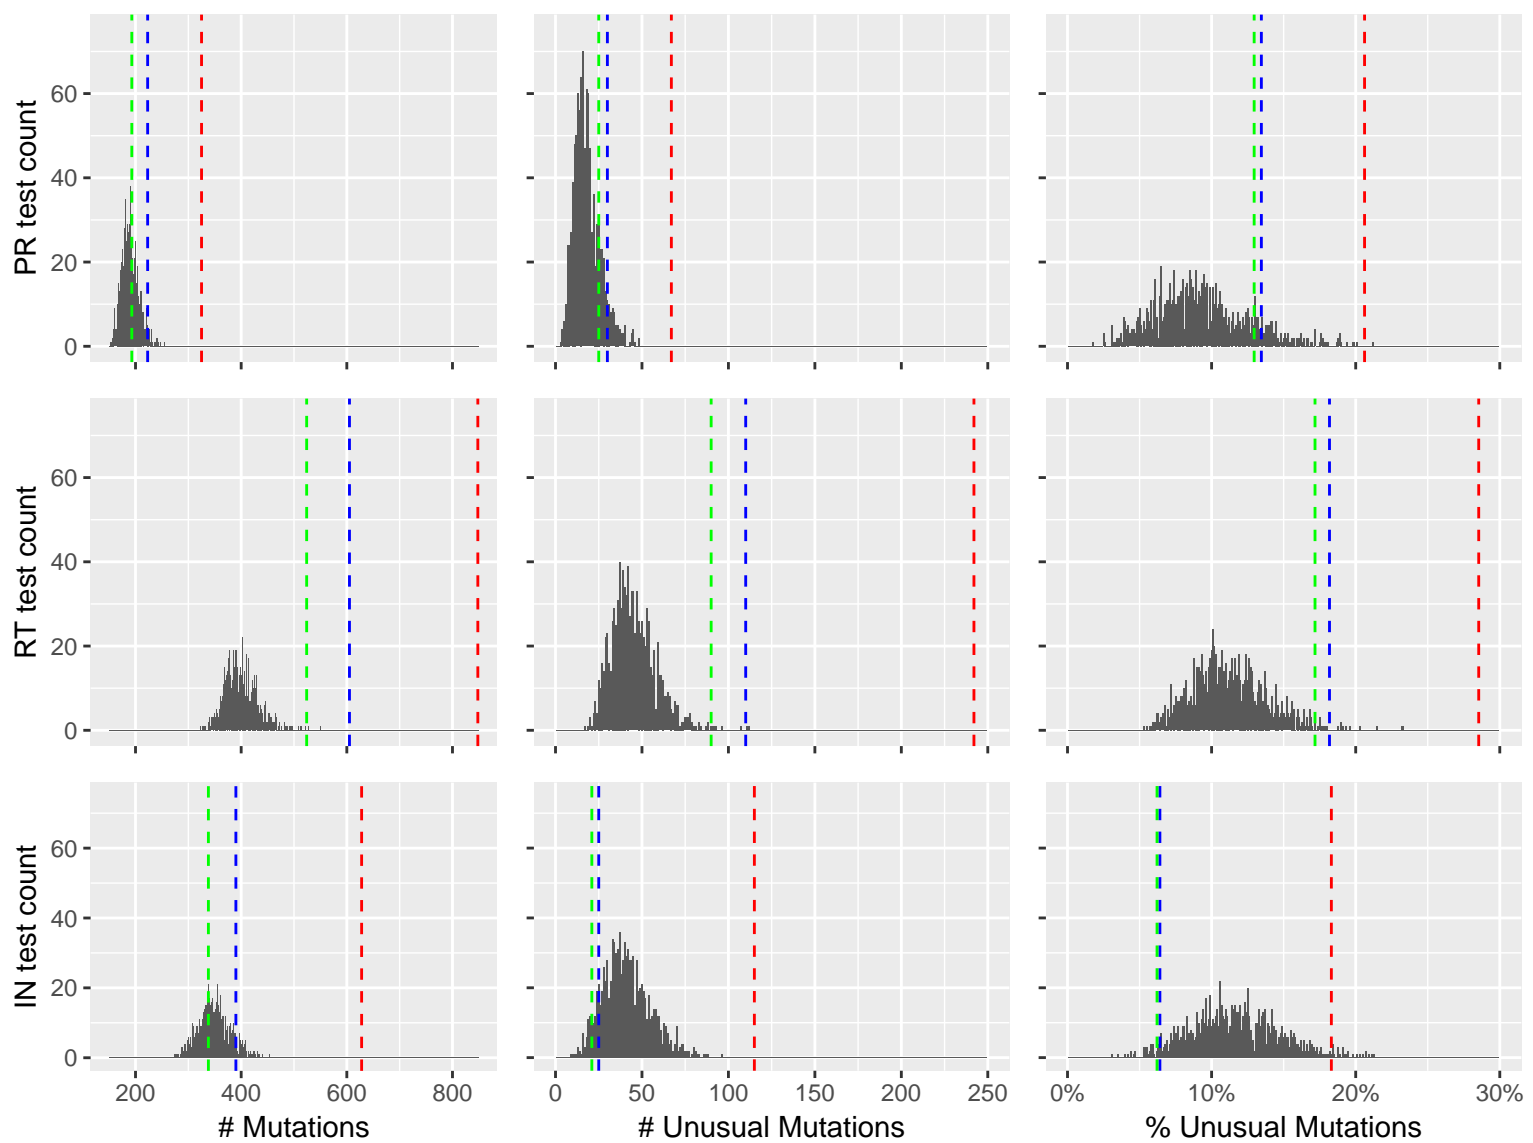 PR test count
60
40
20
0
RT test count
60
40
20
0
IN test count
60
40
20
0
200 400 600 800
0 50 100 150 200 250
0% 10% 20% 30%
# Mutations
# Unusual Mutations
% Unusual Mutations